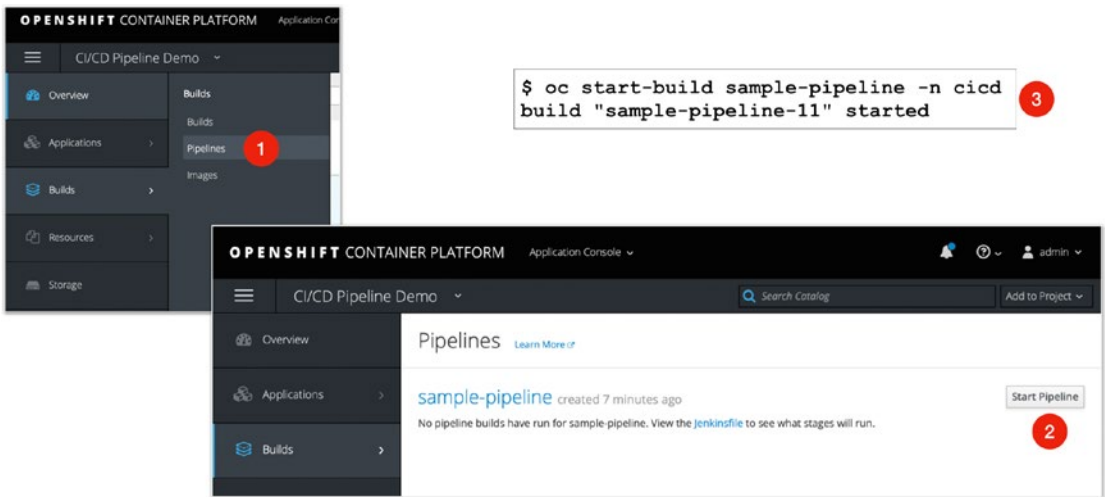 OPENSHIFT CONTAINER PLATFORM Application Con
CI/CD Pipeline Demo
Overview
Applications
Builds
Resources
Storage
Builds
Builds
Pipelines 1
Images
$ oc start-build sample-pipeline -n cicd
build "sample-pipeline-11" started
3
OPENSHIFT CONTAINER PLATFORM Application Console admin
CI/CD Pipeline Demo Search Catalog Add to Project
Overview
Applications
Builds
Pipelines Learn More
sample-pipeline created 7 minutes ago Start Pipeline
No pipeline builds have run for sample-pipeline. View the Jenkinsfile to see what stages will run.
2